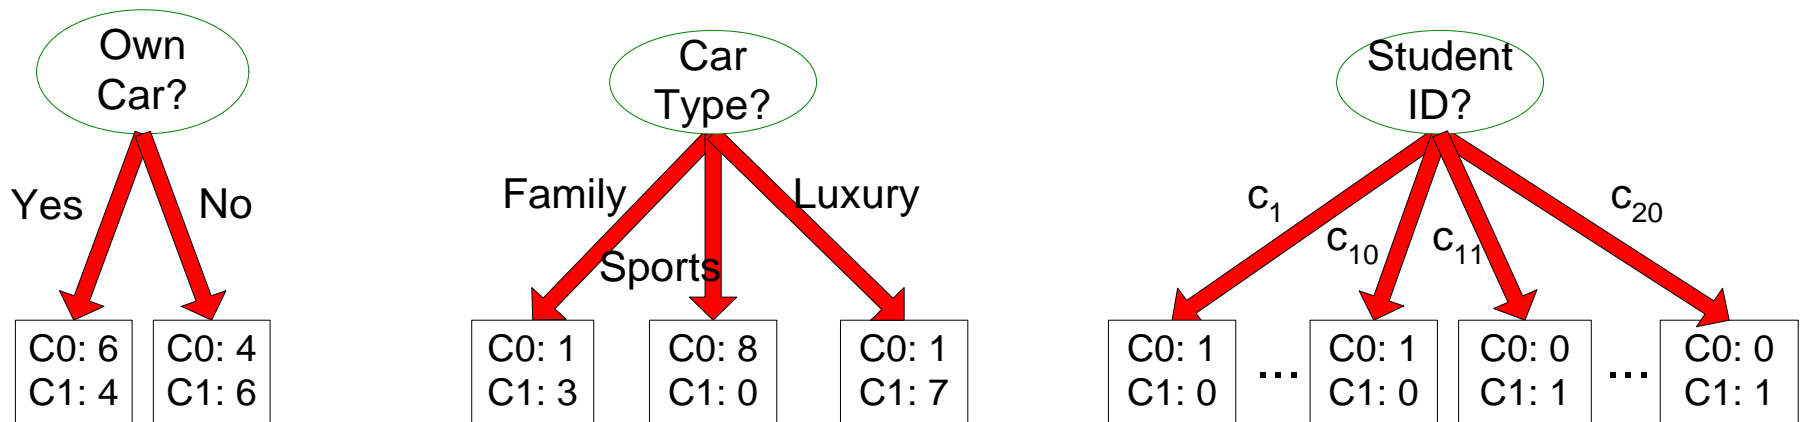 Own
Car?
Yes
No
C0: 6
C1: 4
C0: 4
C1: 6
Car
Type?
Family
Sports
Luxury
C0: 1
C1: 3
C0: 8
C1: 0
C0: 1
C1: 7
Student
ID?
c1
c10
c11
c20
C0: 1
C1: 0
...
C0: 1
C1: 0
C0: 0
C1: 1
...
C0: 0
C1: 1